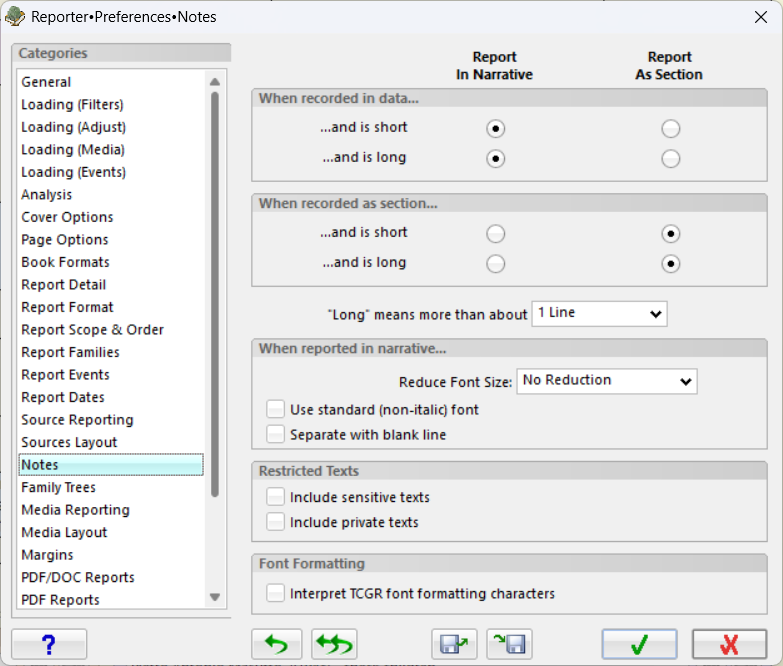 Reporter•Preferences•Notes
Categories
General
Loading (Filters)
Loading (Adjust)
Loading (Media)
Loading (Events)
Analysis
Cover Options
Page Options
Book Formats
Report Detail
Report Format
Report Scope & Order
Report Families
Report Events
Report Dates
Source Reporting
Sources Layout
Notes
Family Trees
Media Reporting
Media Layout
Margins
PDF/DOC Reports
PDF Reports
Report Report
In Narrative As Section
When recorded in data...
...and is short
...and is long
When recorded as section...
...and is short
...and is long
"Long" means more than about 1 Line
When reported in narrative...
Reduce Font Size: No Reduction
Use standard (non-italic) font
Separate with blank line
Restricted Texts
Include sensitive texts
Include private texts
Font Formatting
Interpret TCGR font formatting characters
?